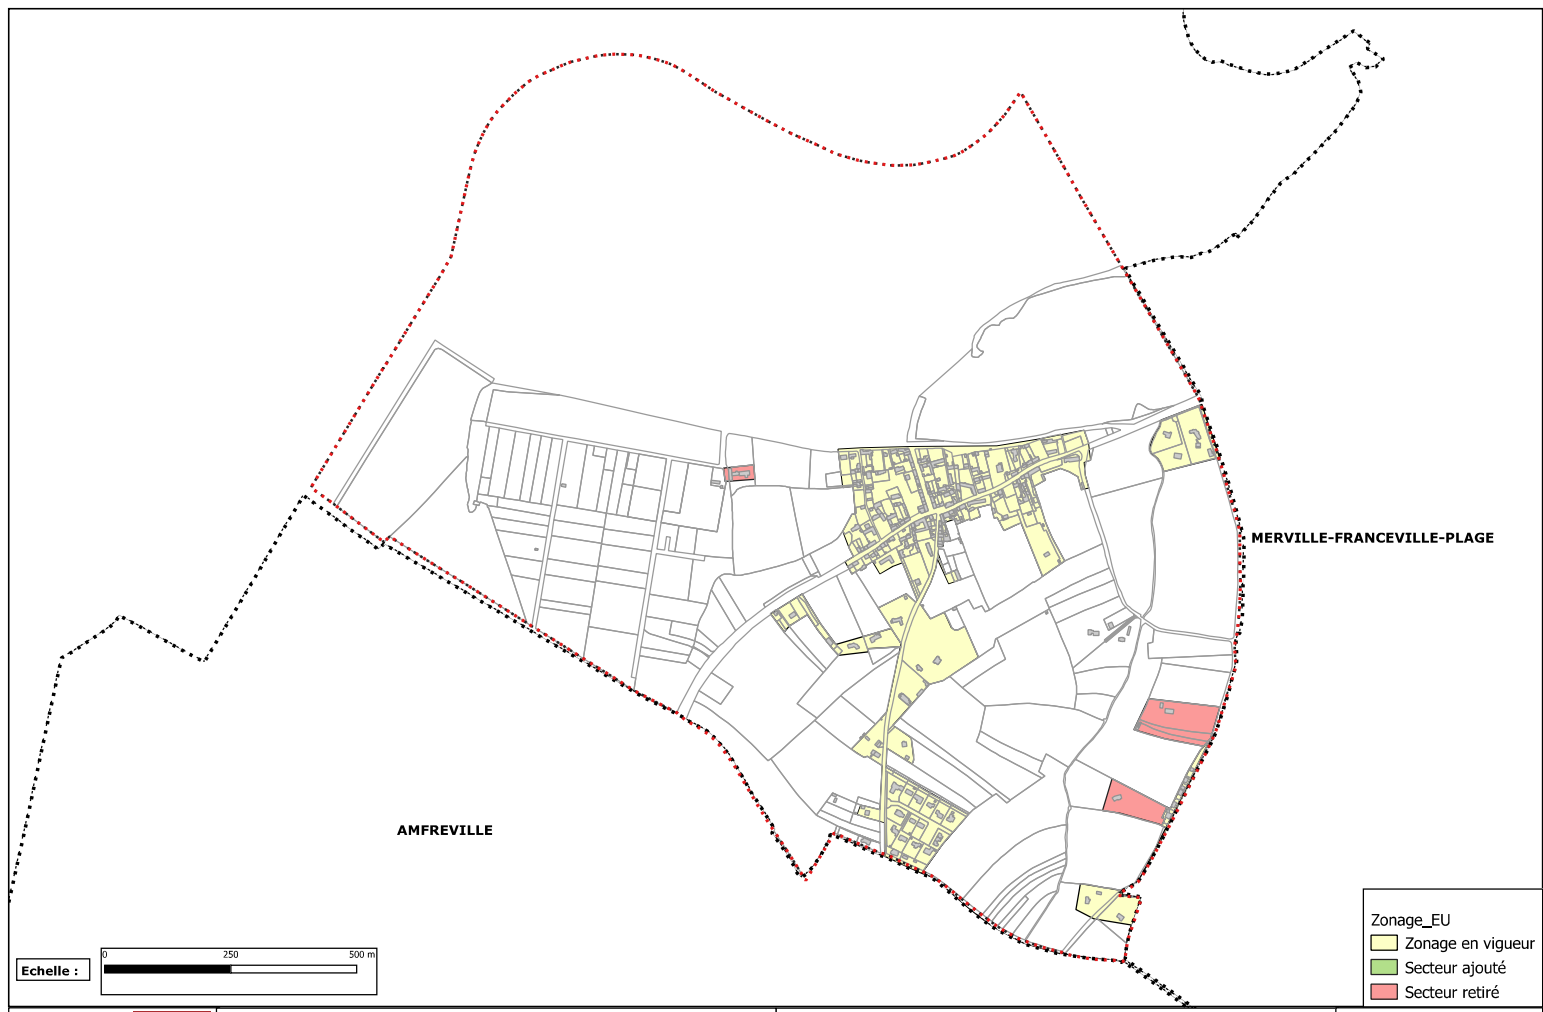 MERVILLE-FRANCEVILLE-PLAGE
AMFREVILLE
Zonage_EU
Zonage en vigueur
Secteur ajouté
Secteur retiré
Echelle :
0 250 500 m